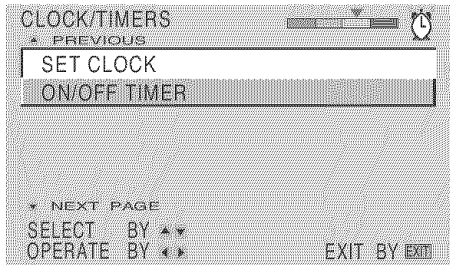 CLOCK/TIMERS
▲ PREVIOUS
SET CLOCK
ON/OFF TIMER
▼ NEXT PAGE
SELECT BY ▲▼
OPERATE BY ◀▶ EXIT BY EXIT